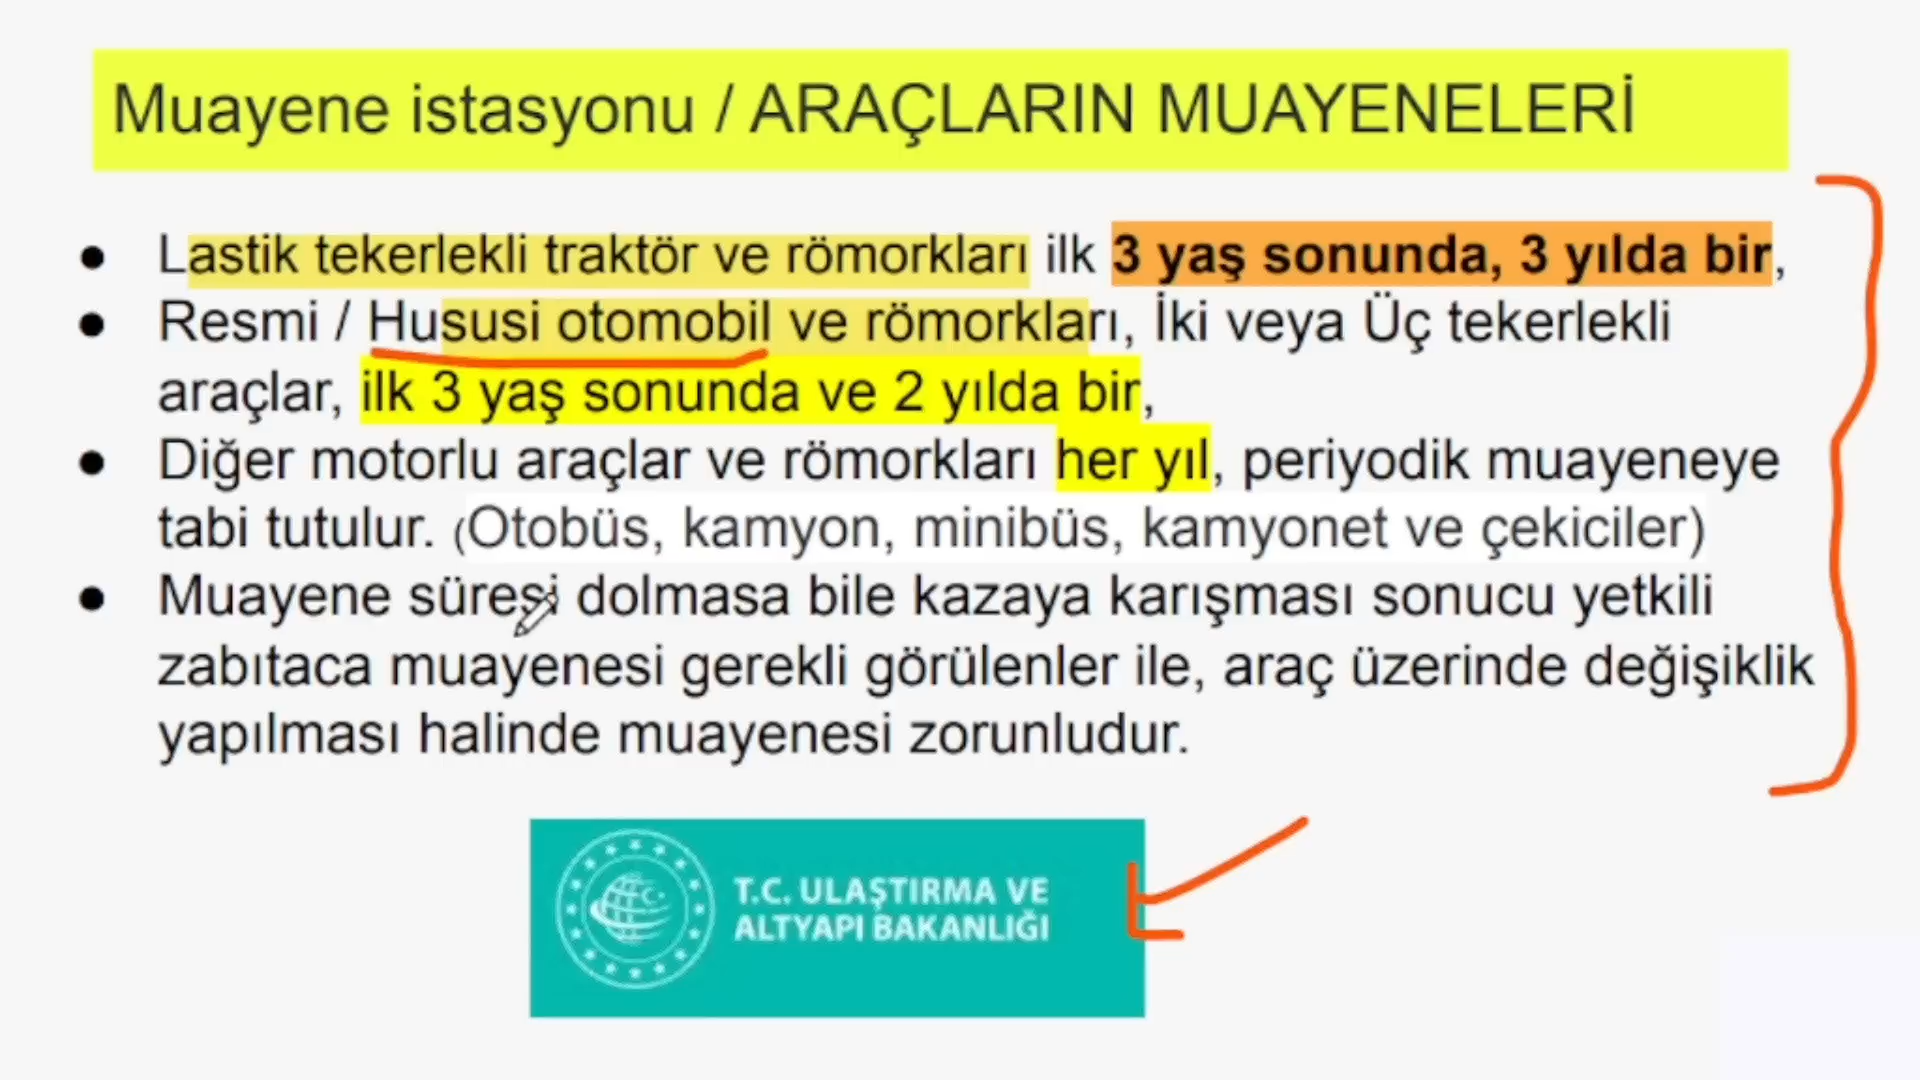 Muayene istasyonu / ARAÇLARIN MUAYENELERİ
● Lastik tekerlekli traktör ve römorkları ilk 3 yaş sonunda, 3 yılda bir,
● Resmi / Hususi otomobil ve römorkları, İki veya Üç tekerlekli
araçlar, ilk 3 yaş sonunda ve 2 yılda bir,
● Diğer motorlu araçlar ve römorkları her yıl, periyodik muayeneye
tabi tutulur. (Otobüs, kamyon, minibüs, kamyonet ve çekiciler)
● Muayene süresi dolmasa bile kazaya karışması sonucu yetkili
zabıtaca muayenesi gerekli görülenler ile, araç üzerinde değişiklik
yapılması halinde muayenesi zorunludur.
T.C. ULAŞTIRMA VE
ALTYAPI BAKANLIĞI